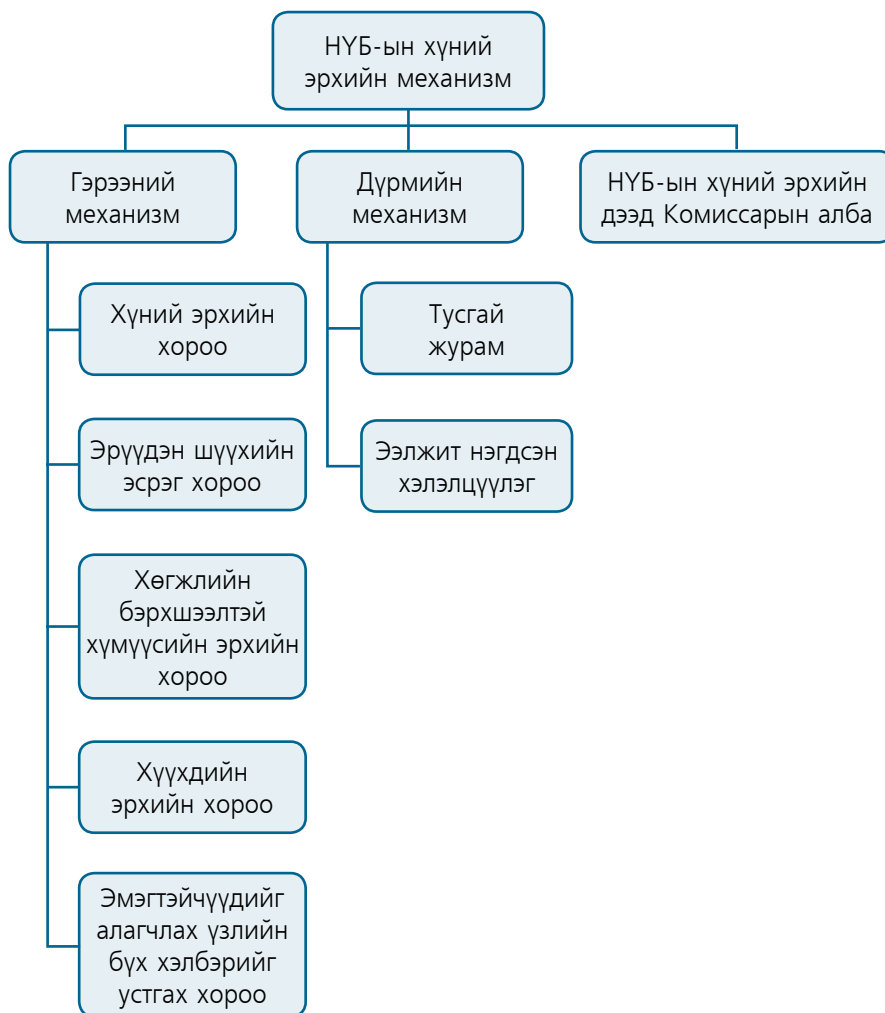 НҮБ-ын хүний
эрхийн механизм
Гэрээний
механизм
Дүрмийн
механизм
НҮБ-ын хүний эрхийн
дээд Комиссарын алба
Хүний эрхийн
хороо
Эрүүдэн шүүхийн
эсрэг хороо
Хөгжлийн
бэрхшээлтэй
хүмүүсийн эрхийн
хороо
Хүүхдийн
эрхийн хороо
Эмэгтэйчүүдийг
алагчлах үзлийн
бүх хэлбэрийг
устгах хороо
Тусгай
журам
Ээлжит нэгдсэн
хэлэлцүүлэг